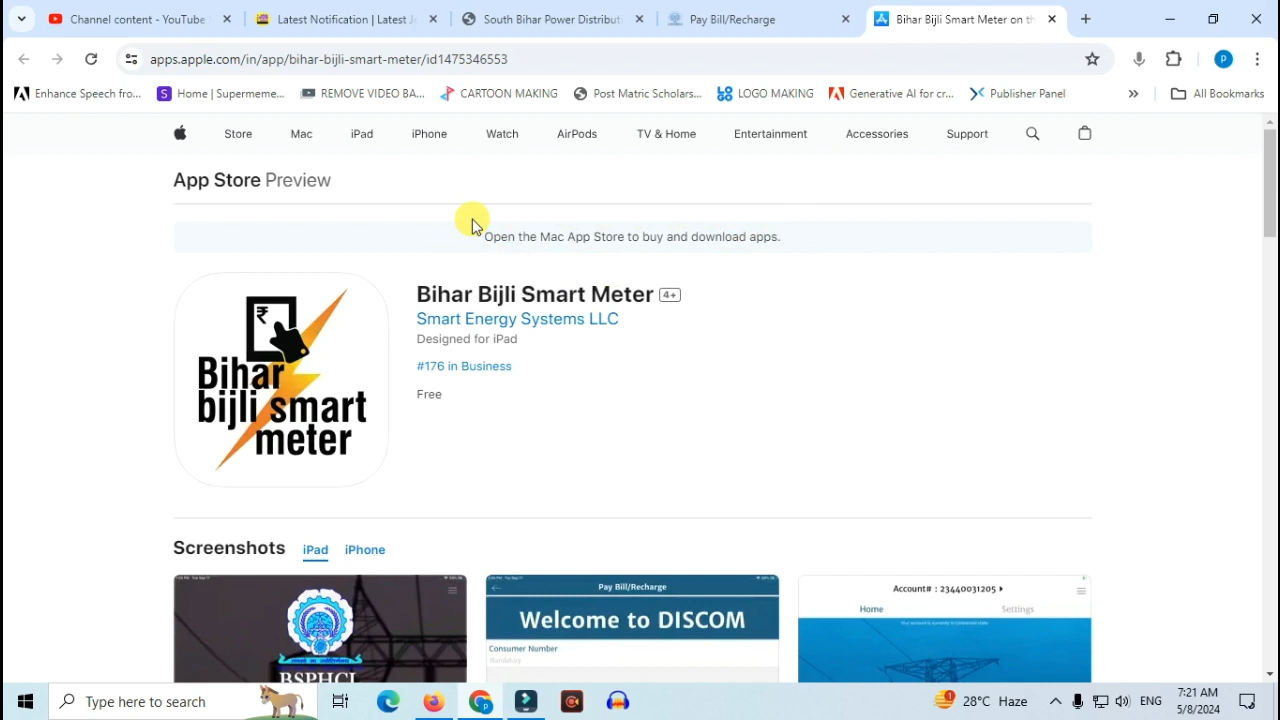 Channel content - YouTube
Latest Notification | Latest Jo
South Bihar Power Distribut
Pay Bill/Recharge
Bihar Bijli Smart Meter on th
apps.apple.com/in/app/bihar-bijli-smart-meter/id1475346553
P
Enhance Speech fro...
S Home | Supermeme...
REMOVE VIDEO BA...
CARTOON MAKING
Post Matric Scholars...
LOGO MAKING
Generative AI for cr...
Publisher Panel
All Bookmarks
Store Mac iPad iPhone Watch AirPods TV & Home Entertainment Accessories Support
App Store Preview
Open the Mac App Store to buy and download apps.
₹
Bihar
bijli smart
meter
Bihar Bijli Smart Meter 4+
Smart Energy Systems LLC
Designed for iPad
#176 in Business
Free
Screenshots iPad iPhone
BSPHCL
Pay Bill/Recharge
Welcome to DISCOM
Consumer Number
Mandatory
Account# : 23440031205
Home Settings
Type here to search
1
28°C Haze
ENG
7:21 AM
5/8/2024